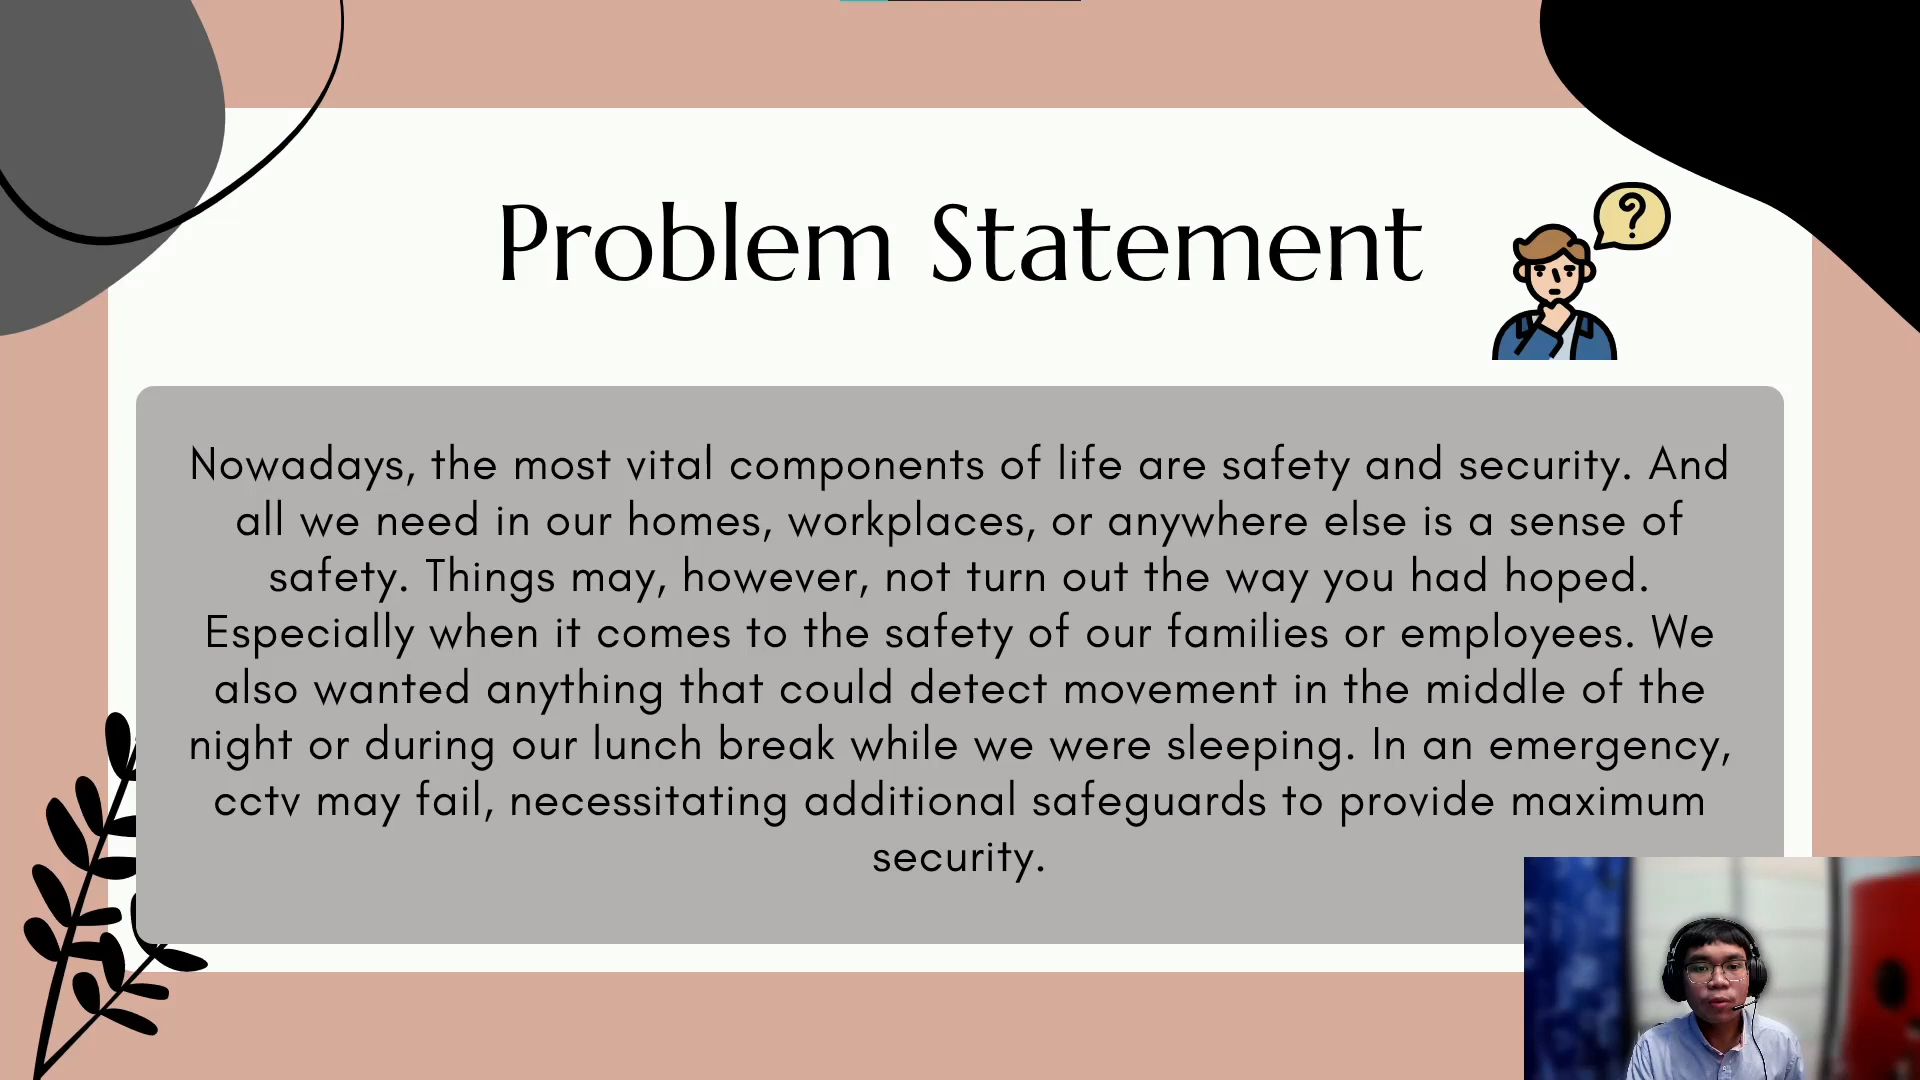 Problem Statement
?
Nowadays, the most vital components of life are safety and security. And
all we need in our homes, workplaces, or anywhere else is a sense of
safety. Things may, however, not turn out the way you had hoped.
Especially when it comes to the safety of our families or employees. We
also wanted anything that could detect movement in the middle of the
night or during our lunch break while we were sleeping. In an emergency,
cctv may fail, necessitating additional safeguards to provide maximum
security.